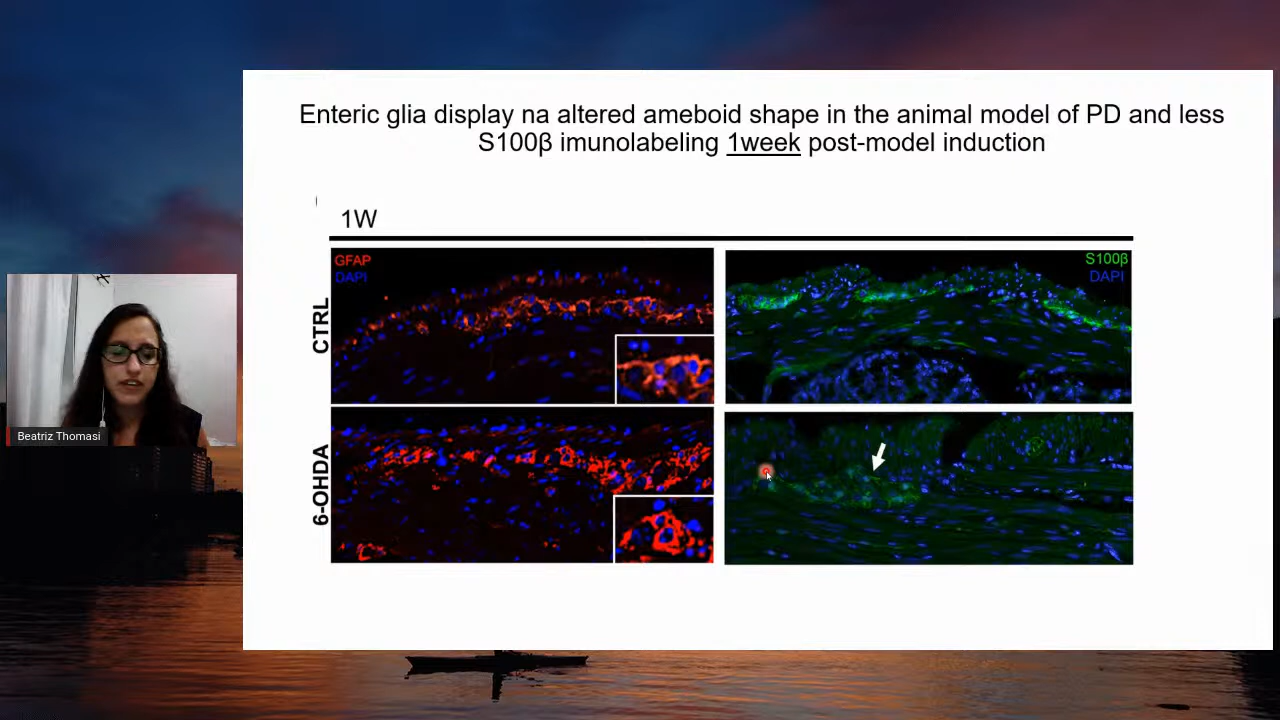 Enteric glia display na altered ameboid shape in the animal model of PD and less
S100β imunolabeling 1week post-model induction
1W
CTRL
GFAP
DAPI
S100β
DAPI
6-OHDA
Beatriz Thomasi